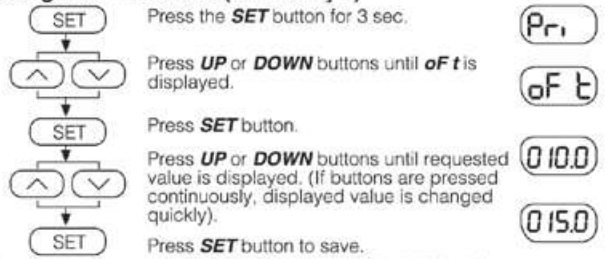 SET
Press the SET button for 3 sec.
Pr,
Press UP or DOWN buttons until oF t is
displayed.
oF t
SET
Press SET button.
Press UP or DOWN buttons until requested
value is displayed. (If buttons are pressed
continuously, displayed value is changed
quickly).
010.0
015.0
SET
Press SET button to save.